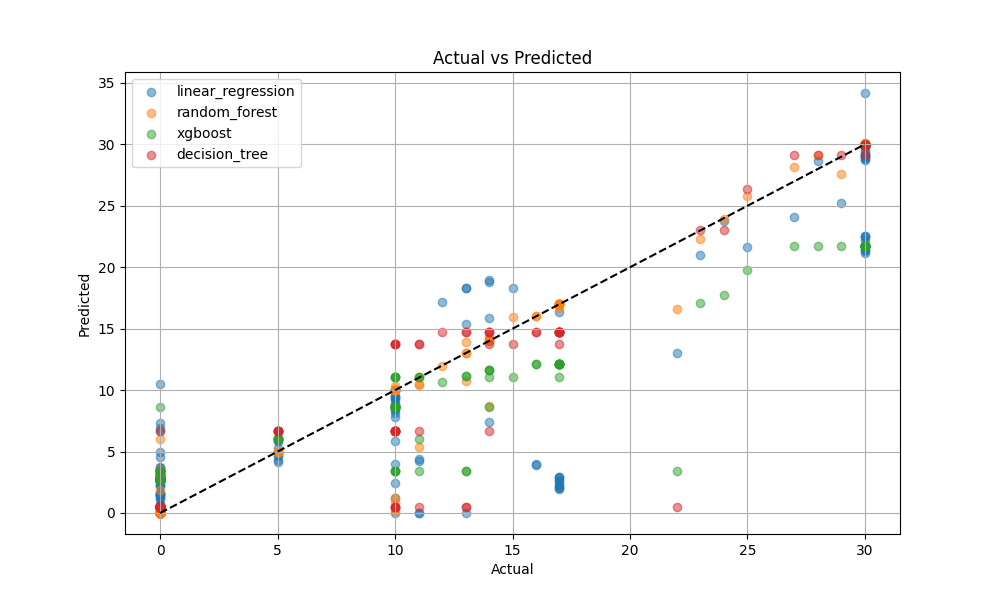 Actual vs Predicted
linear_regression
random_forest
xgboost
decision_tree
Predicted
35
30
25
20
15
10
5
0
0 5 10 15 20 25 30
Actual